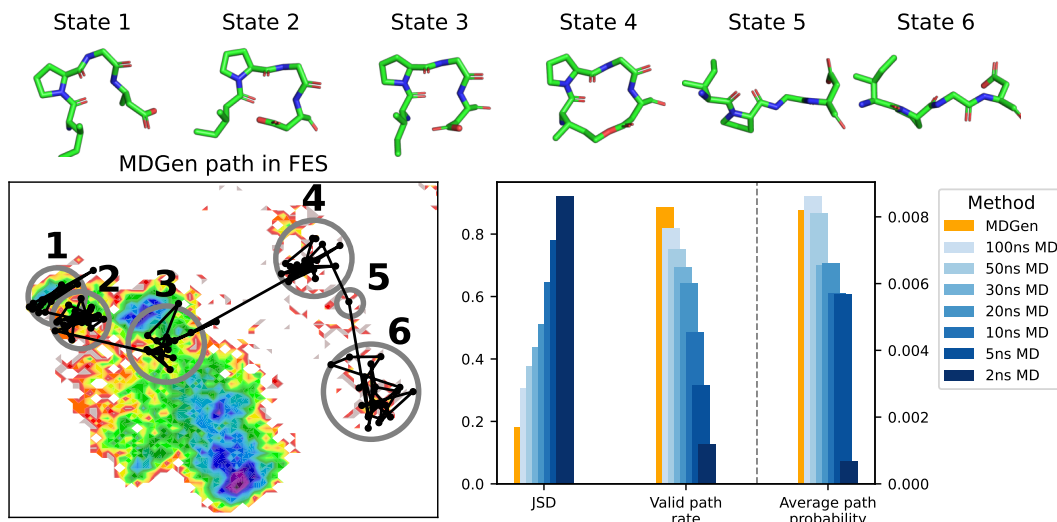 State 1
State 2
State 3
State 4
State 5
State 6
MDGen path in FES
1
2
3
4
5
6
0.8
0.6
0.4
0.2
0.0
0.008
0.006
0.004
0.002
0.000
JSD
Valid path
rate
Average path
probability
Method
MDGen
100ns MD
50ns MD
30ns MD
20ns MD
10ns MD
5ns MD
2ns MD